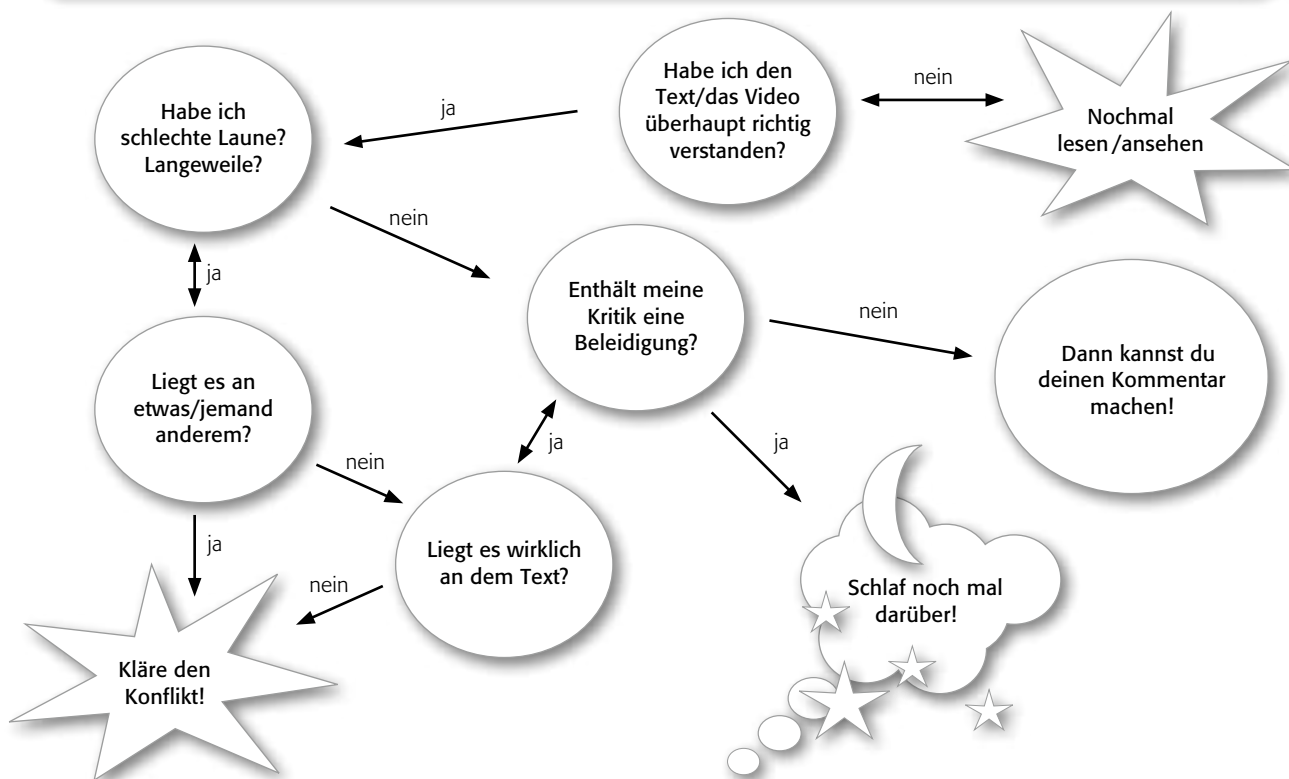 Habe ich den
Text/das Video
überhaupt richtig
verstanden?
nein
Nochmal
lesen/ansehen
ja
Habe ich
schlechte Laune?
Langeweile?
nein
ja
Enthält meine
Kritik eine
Beleidigung?
nein
Dann kannst du
deinen Kommentar
machen!
Liegt es an
etwas/jemand
anderem?
nein
ja
ja
ja
Liegt es wirklich
an dem Text?
nein
Schlaf noch mal
darüber!
Kläre den
Konflikt!